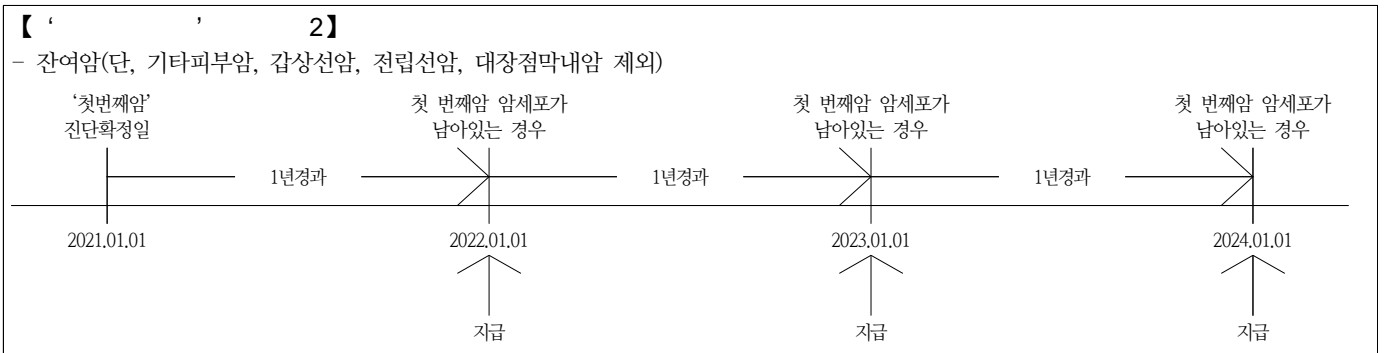 【 ‘ ’ 2】
- 잔여암(단, 기타피부암, 갑상선암, 전립선암, 대장점막내암 제외)
‘첫번째암’
진단확정일
첫 번째암 암세포가
남아있는 경우
첫 번째암 암세포가
남아있는 경우
첫 번째암 암세포가
남아있는 경우
1년경과
1년경과
1년경과
2021.01.01
2022.01.01
2023.01.01
2024.01.01
지급
지급
지급